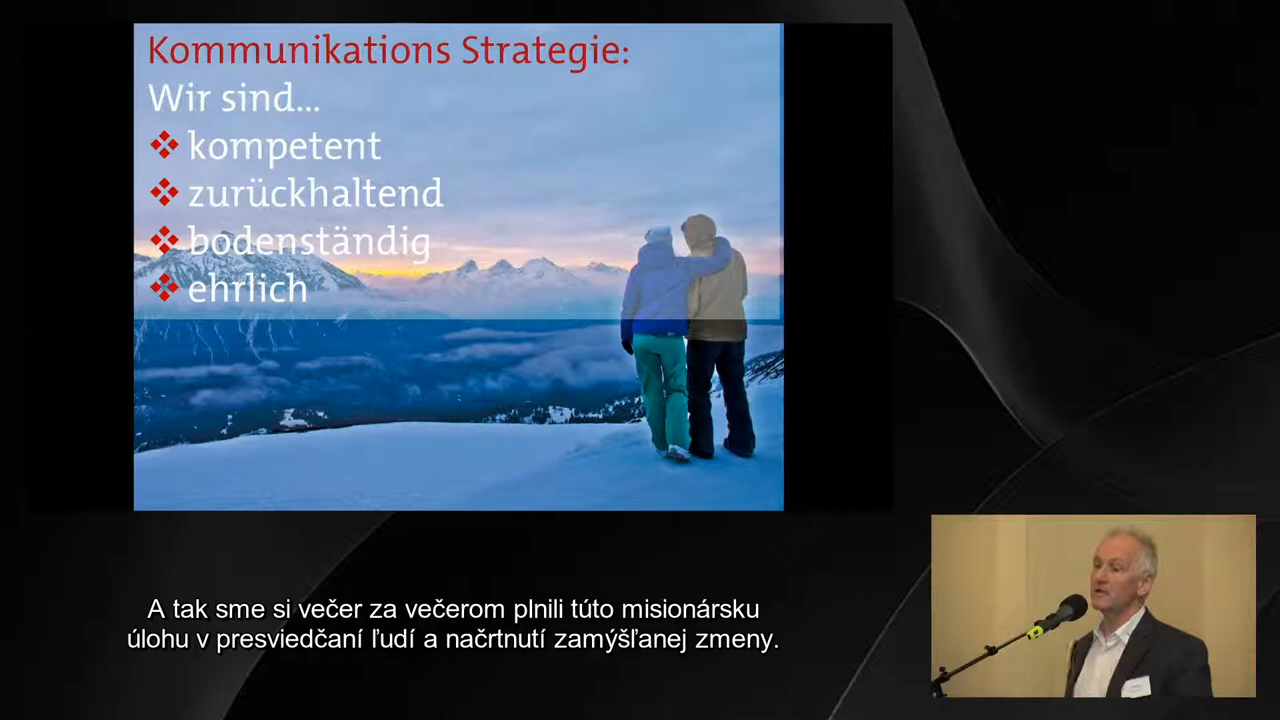 Kommunikations Strategie:
Wir sind...
❖ kompetent
❖ zurückhaltend
❖ bodenständig
❖ ehrlich
A tak sme si večer za večerom plnili túto misionársku
úlohu v presviedčaní ľudí a načrtnutí zamýšľanej zmeny.